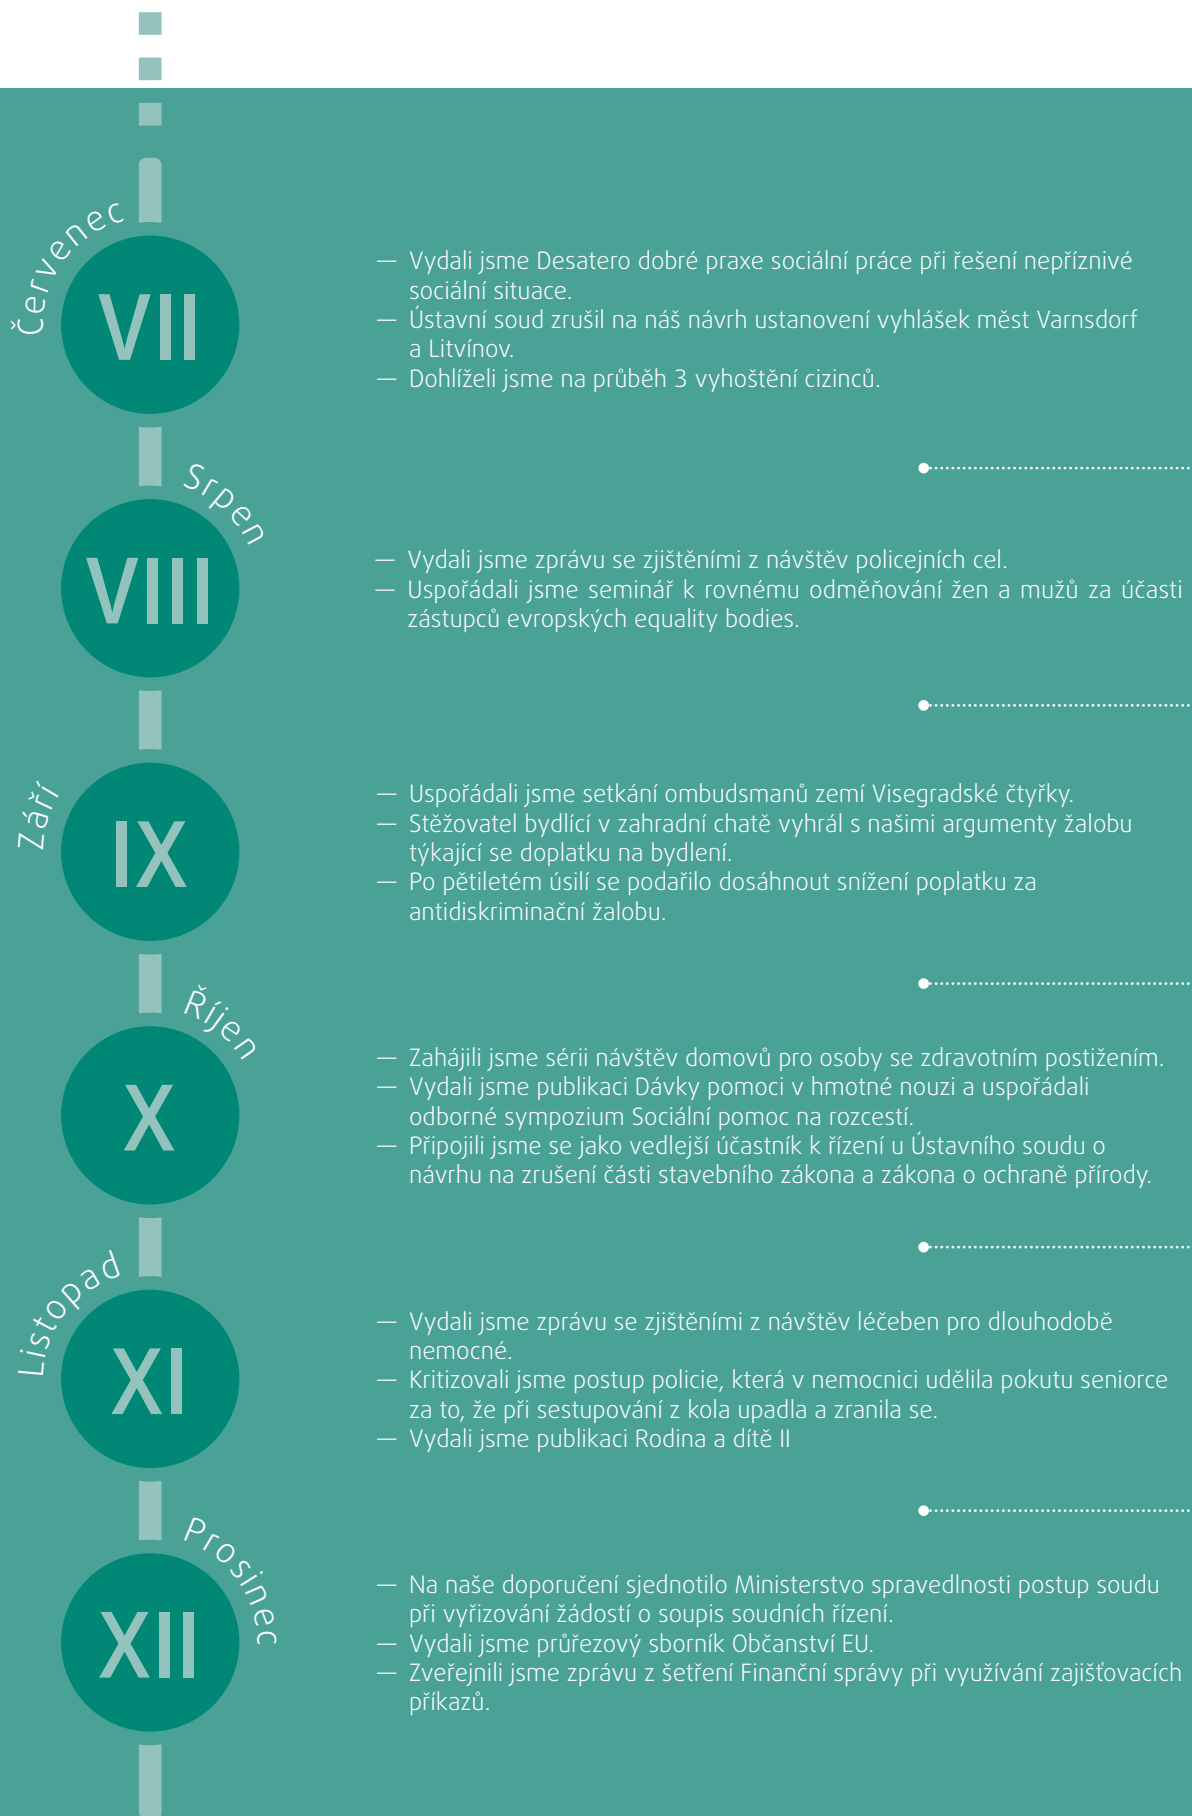 Červenec
VII
— Vydali jsme Desatero dobré praxe sociální práce při řešení nepříznivé
sociální situace.
— Ústavní soud zrušil na náš návrh ustanovení vyhlášek měst Varnsdorf
a Litvínov.
— Dohlíželi jsme na průběh 3 vyhoštění cizinců.
Srpen
VIII
— Vydali jsme zprávu se zjištěními z návštěv policejních cel.
— Uspořádali jsme seminář k rovnému odměňování žen a mužů za účasti
zástupců evropských equality bodies.
Září
IX
— Uspořádali jsme setkání ombudsmanů zemí Visegradské čtyřky.
— Stěžovatel bydlící v zahradní chatě vyhrál s našimi argumenty žalobu
týkající se doplatku na bydlení.
— Po pětiletém úsilí se podařilo dosáhnout snížení poplatku za
antidiskriminační žalobu.
Říjen
X
— Zahájili jsme sérii návštěv domovů pro osoby se zdravotním postižením.
— Vydali jsme publikaci Dávky pomoci v hmotné nouzi a uspořádali
odborné sympozium Sociální pomoc na rozcestí.
— Připojili jsme se jako vedlejší účastník k řízení u Ústavního soudu o
návrhu na zrušení části stavebního zákona a zákona o ochraně přírody.
Listopad
XI
— Vydali jsme zprávu se zjištěními z návštěv léčeben pro dlouhodobě
nemocné.
— Kritizovali jsme postup policie, která v nemocnici udělila pokutu seniorce
za to, že při sestupování z kola upadla a zranila se.
— Vydali jsme publikaci Rodina a dítě II
Prosinec
XII
— Na naše doporučení sjednotilo Ministerstvo spravedlnosti postup soudu
při vyřizování žádostí o soupis soudních řízení.
— Vydali jsme průřezový sborník Občanství EU.
— Zveřejnili jsme zprávu z šetření Finanční správy při využívání zajišťovacích
příkazů.